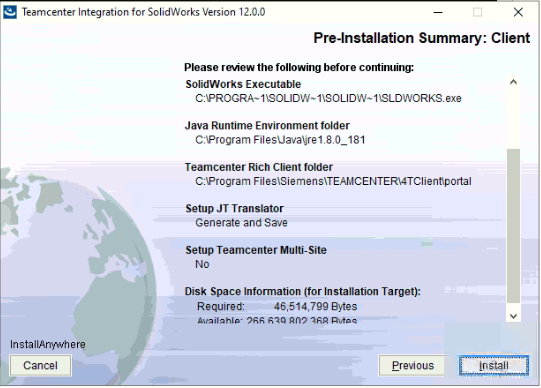 Teamcenter Integration for SolidWorks Version 12.0.0
Pre-Installation Summary: Client
Please review the following before continuing:
SolidWorks Executable
C:\PROGRA~1\SOLIDW~1\SOLIDW~1\SLDWORKS.exe
Java Runtime Environment folder
C:\Program Files\Java\jre1.8.0_181
Teamcenter Rich Client folder
C:\Program Files\Siemens\TEAMCENTER\4TClient\portal
Setup JT Translator
Generate and Save
Setup Teamcenter Multi-Site
No
Disk Space Information (for Installation Target):
Required: 46,514,799 Bytes
Available: 266,639,802,368 Bytes
InstallAnywhere
Cancel
Previous
Install